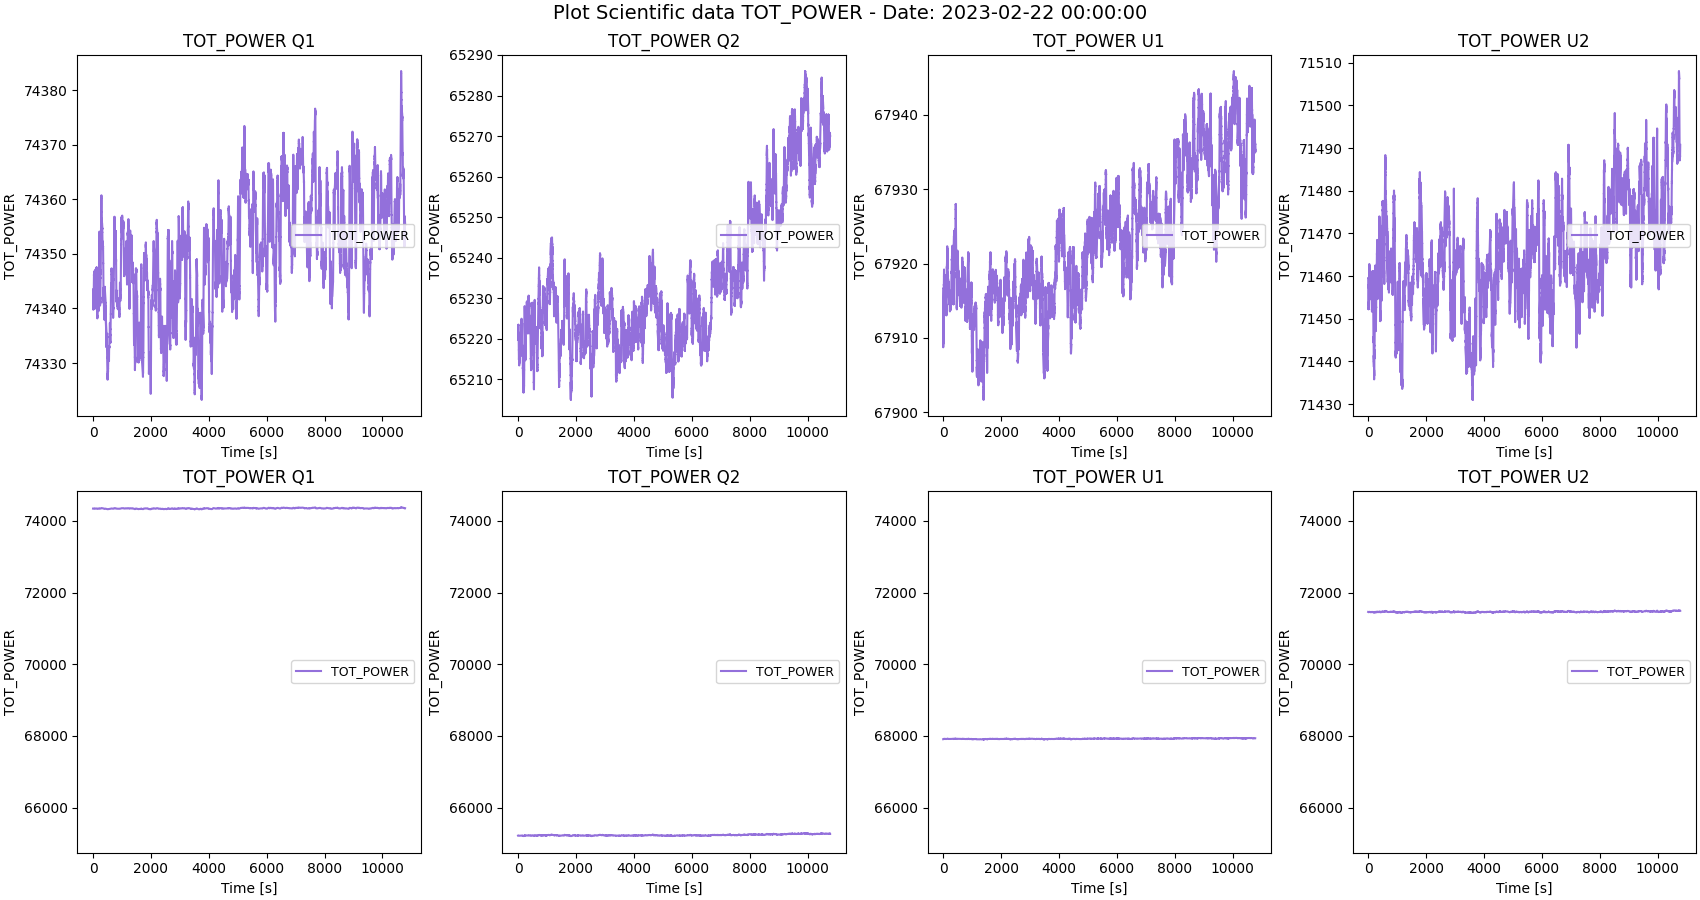 Plot Scientific data TOT_POWER - Date: 2023-02-22 00:00:00
TOT_POWER Q1
TOT_POWER
74380
74370
74360
74350
74340
74330
TOT_POWER
0 2000 4000 6000 8000 10000
Time [s]
TOT_POWER Q2
TOT_POWER
65290
65280
65270
65260
65250
65240
65230
65220
65210
TOT_POWER
0 2000 4000 6000 8000 10000
Time [s]
TOT_POWER U1
TOT_POWER
67940
67930
67920
67910
67900
TOT_POWER
0 2000 4000 6000 8000 10000
Time [s]
TOT_POWER U2
TOT_POWER
71510
71500
71490
71480
71470
71460
71450
71440
71430
TOT_POWER
0 2000 4000 6000 8000 10000
Time [s]
TOT_POWER Q1
TOT_POWER
74000
72000
70000
68000
66000
TOT_POWER
0 2000 4000 6000 8000 10000
Time [s]
TOT_POWER Q2
TOT_POWER
74000
72000
70000
68000
66000
TOT_POWER
0 2000 4000 6000 8000 10000
Time [s]
TOT_POWER U1
TOT_POWER
74000
72000
70000
68000
66000
TOT_POWER
0 2000 4000 6000 8000 10000
Time [s]
TOT_POWER U2
TOT_POWER
74000
72000
70000
68000
66000
TOT_POWER
0 2000 4000 6000 8000 10000
Time [s]